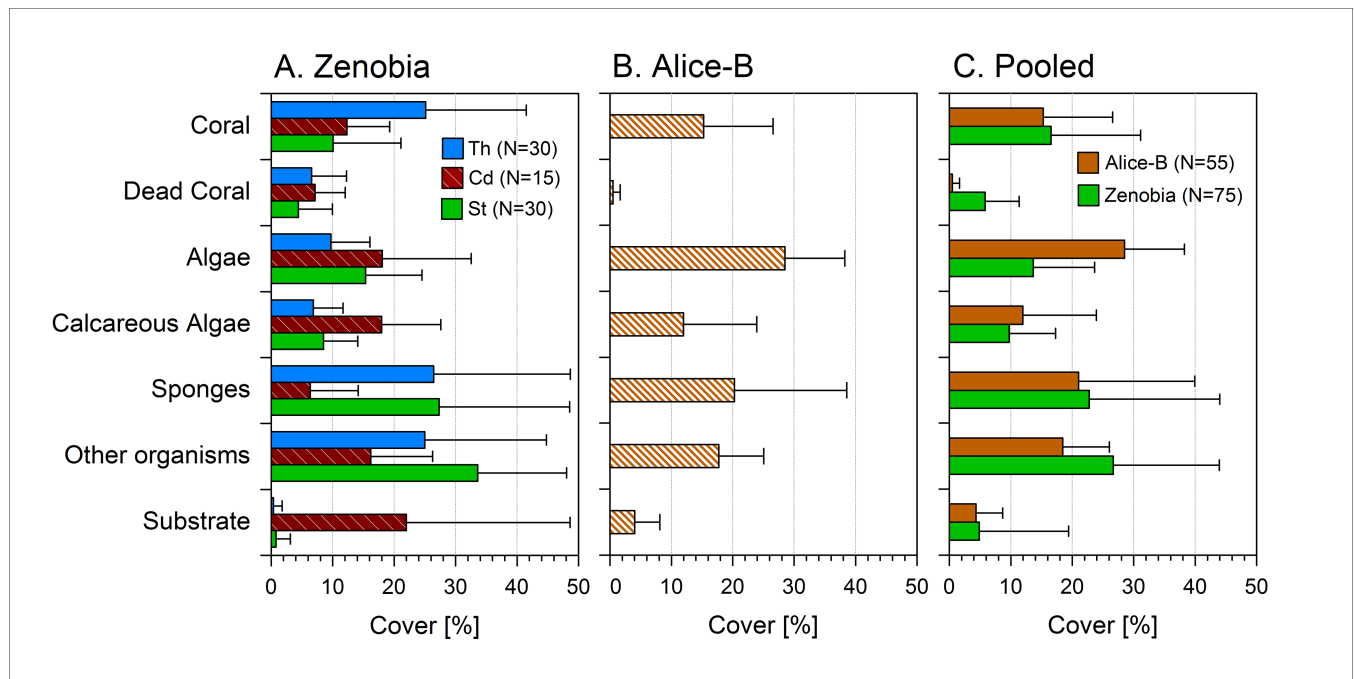 A. Zenobia
B. Alice-B
C. Pooled
Coral
Dead Coral
Algae
Calcareous Algae
Sponges
Other organisms
Substrate
Th (N=30)
Cd (N=15)
St (N=30)
Alice-B (N=55)
Zenobia (N=75)
0 10 20 30 40 50
0 10 20 30 40 50
0 10 20 30 40 50
Cover [%]
Cover [%]
Cover [%]